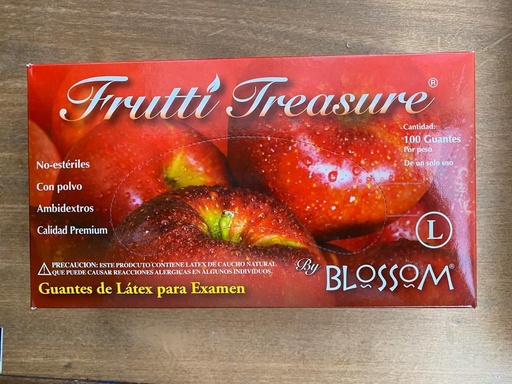 Frutti Treasure®
Cantidad:
100 Guantes
Por peso
De un solo uso
No-estériles
Con polvo
Ambidextros
Calidad Premium
L
PRECAUCION: ESTE PRODCUTO CONTIENE LATEX DE CAUCHO NATURAL
QUE PUEDE CAUSAR REACCIONES ALERGICAS EN ALGUNOS INDIVIDUOS.
Guantes de Látex para Examen
By BLOSSOM®